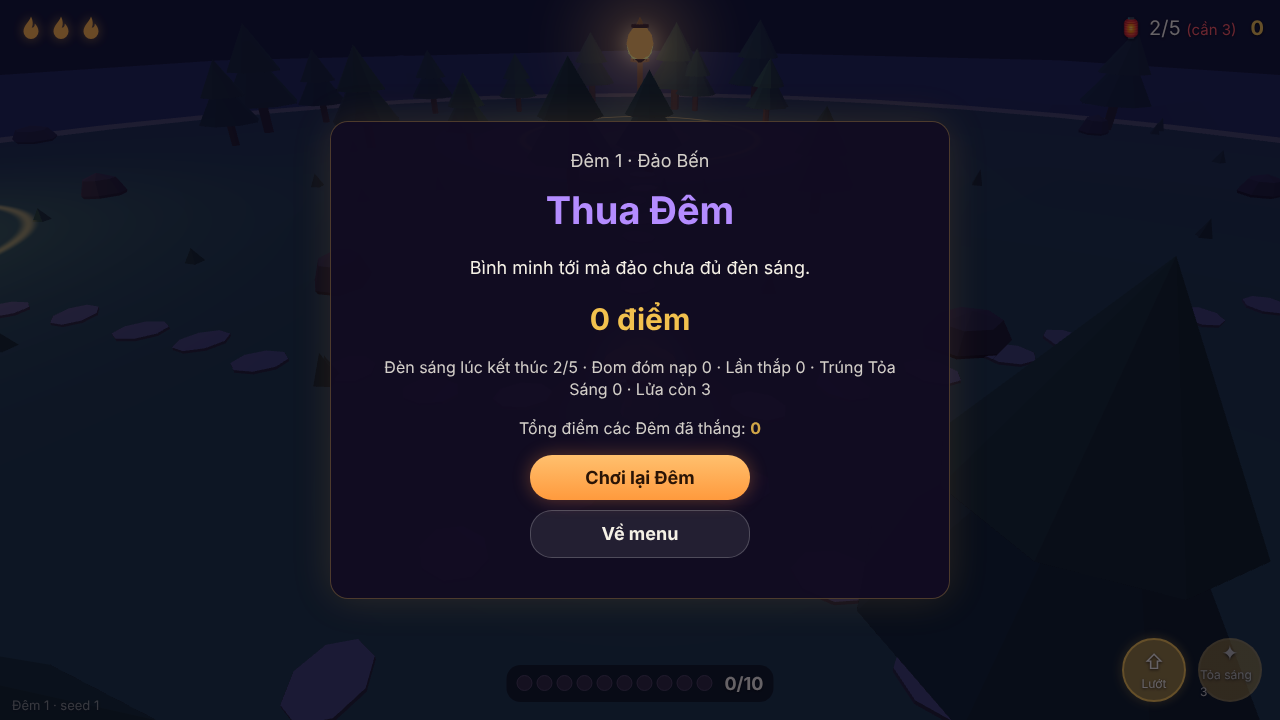 2/5 (cần 3) 0
Đêm 1 · Đảo Bến
Thua Đêm
Bình minh tới mà đảo chưa đủ đèn sáng.
0 điểm
Đèn sáng lúc kết thúc 2/5 · Đom đóm nạp 0 · Lần thắp 0 · Trúng Tỏa
Sáng 0 · Lửa còn 3
Tổng điểm các Đêm đã thắng: 0
Chơi lại Đêm
Về menu
0/10
Lướt
Tỏa sáng
3
Đêm 1 · seed 1